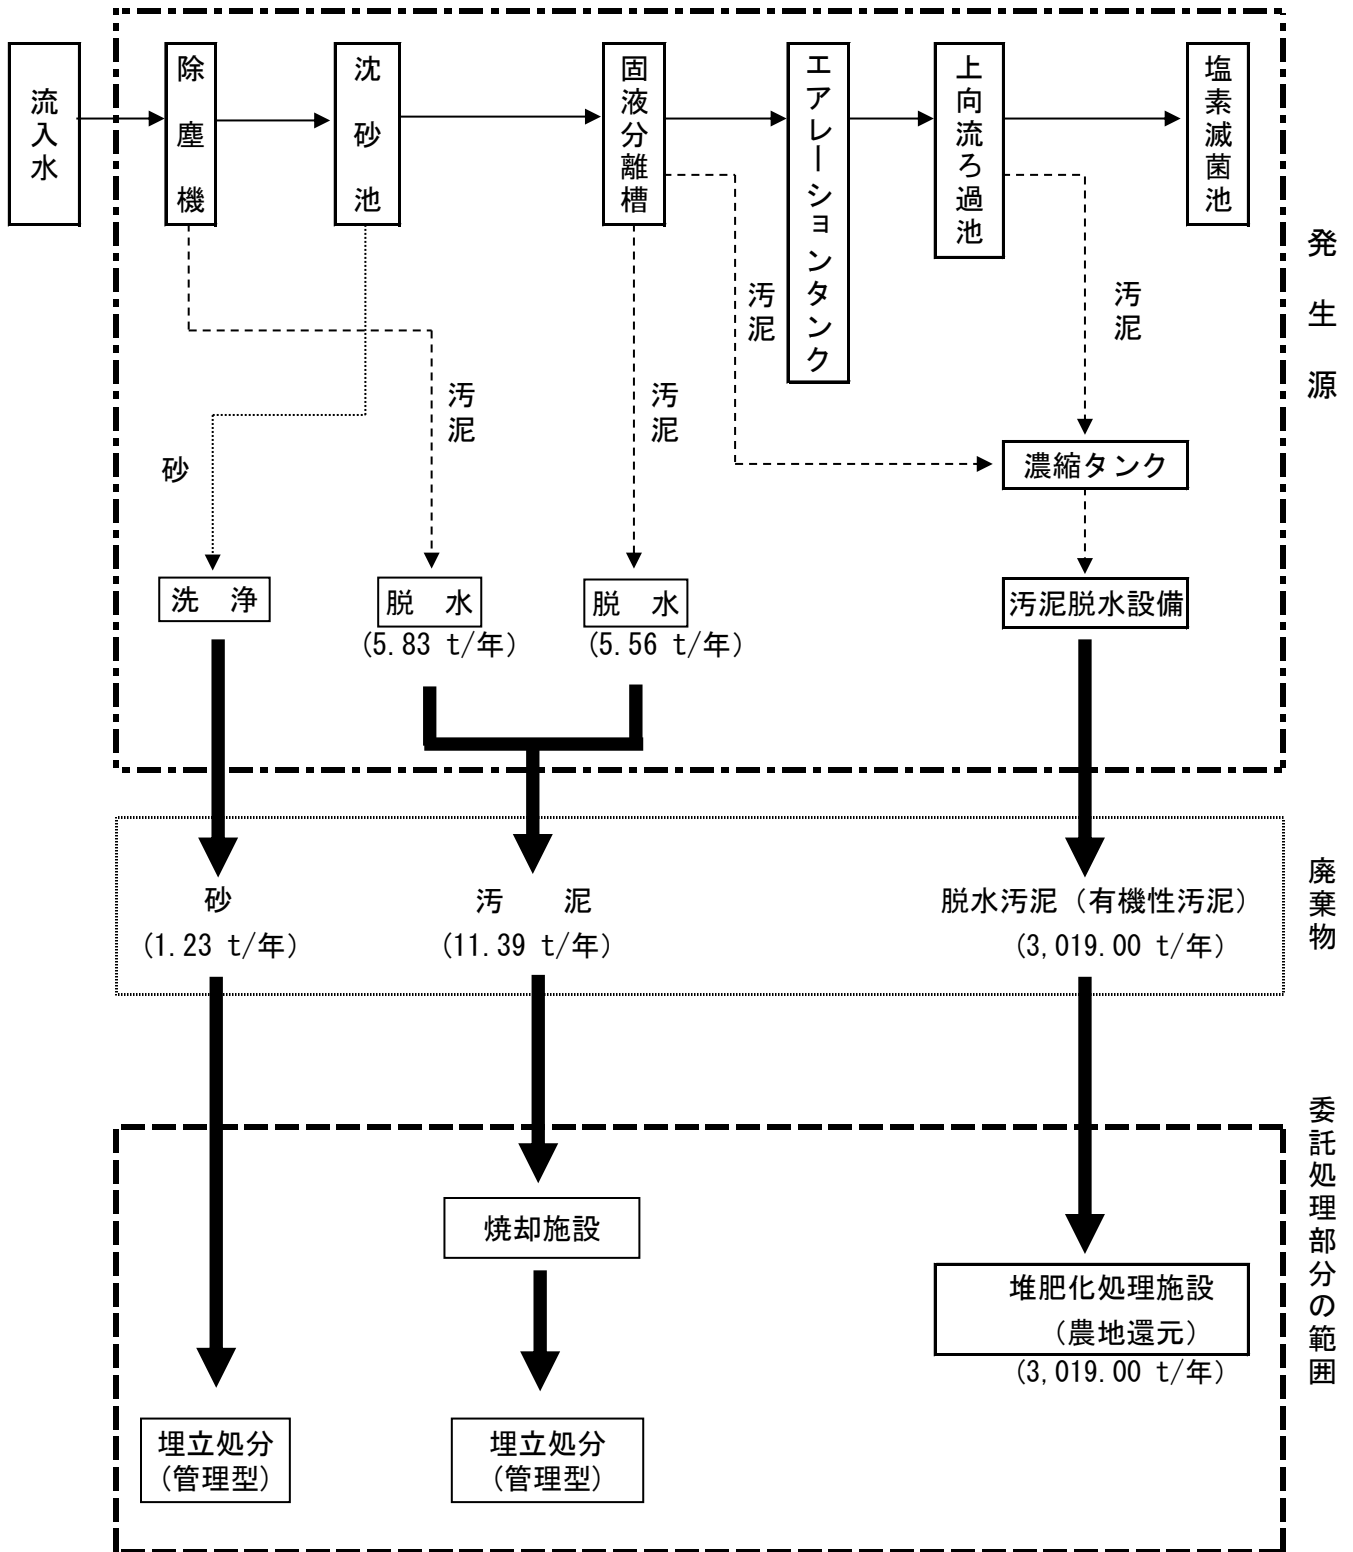 流入水
除塵機
沈砂池
固液分離槽
エアレーションタンク
上向流ろ過池
塩素滅菌池
発生源
汚泥
汚泥
汚泥
汚泥
砂
濃縮タンク
洗　浄
脱　水
(5.83 t/年)
脱　水
(5.56 t/年)
汚泥脱水設備
砂
(1.23 t/年)
汚　　泥
(11.39 t/年)
脱水汚泥（有機性汚泥）
(3,019.00 t/年)
廃棄物
委託処理部分の範囲
焼却施設
堆肥化処理施設
（農地還元）
(3,019.00 t/年)
埋立処分
（管理型）
埋立処分
（管理型）